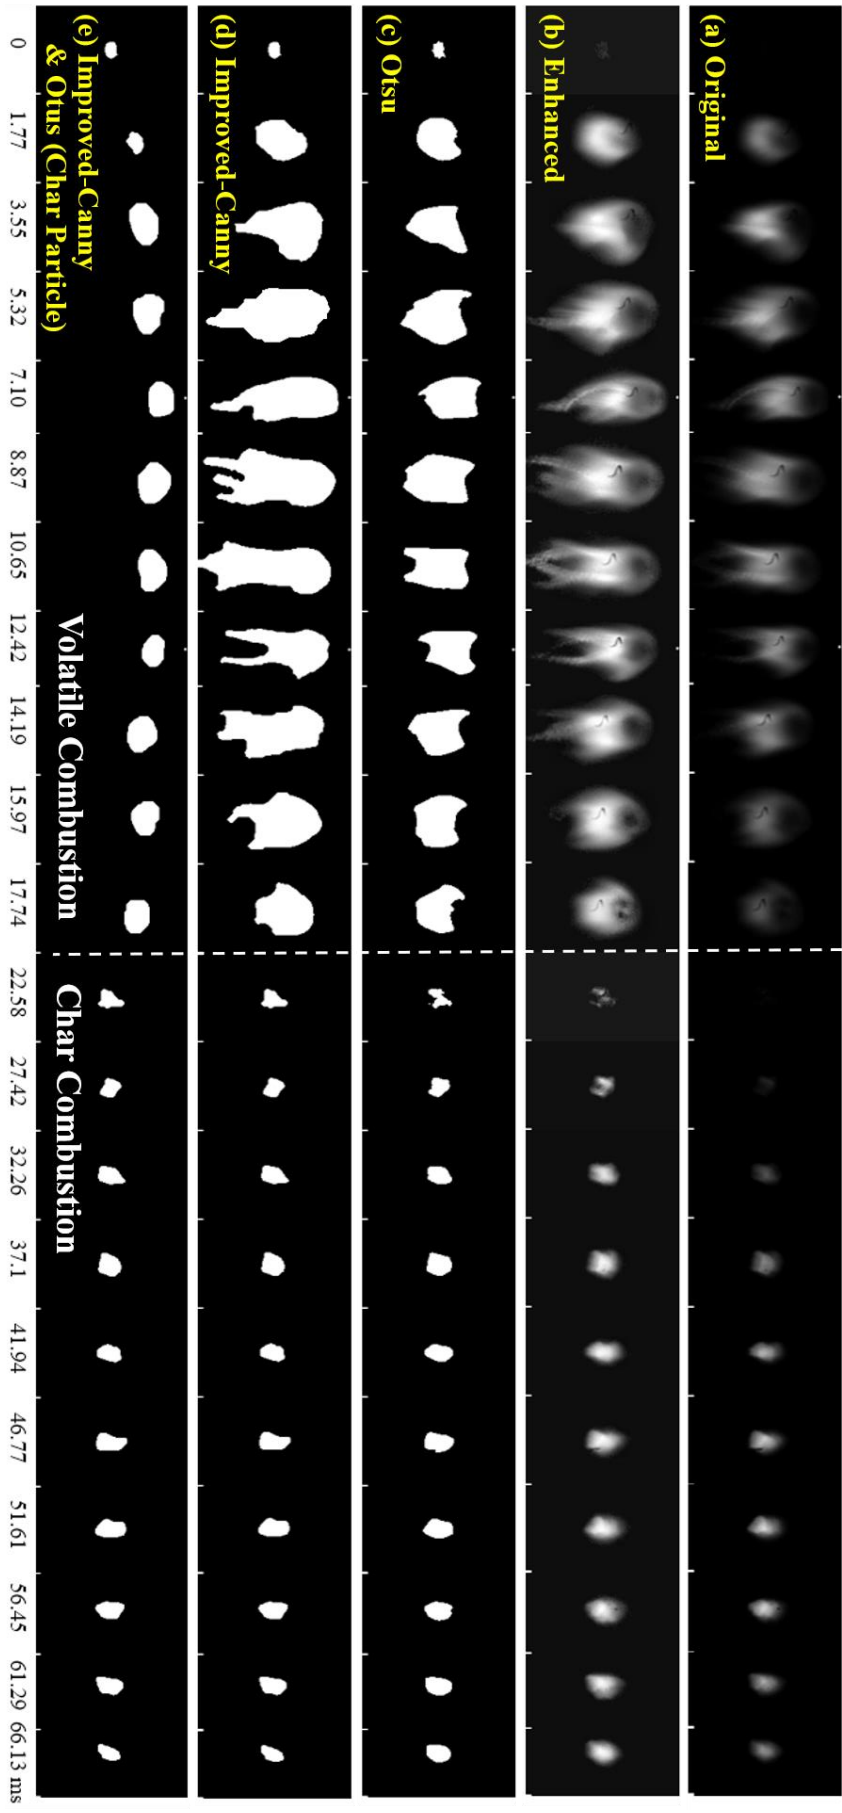 (a) Original
(b) Enhanced
(c) Otsu
(d) Improved-Canny
(e) Improved-Canny
& Otus (Char Particle)
Volatile Combustion
Char Combustion
0 1.77 3.55 5.32 7.10 8.87 10.65 12.42 14.19 15.97 17.74 22.58 27.42 32.26 37.1 41.94 46.77 51.61 56.45 61.29 66.13 ms